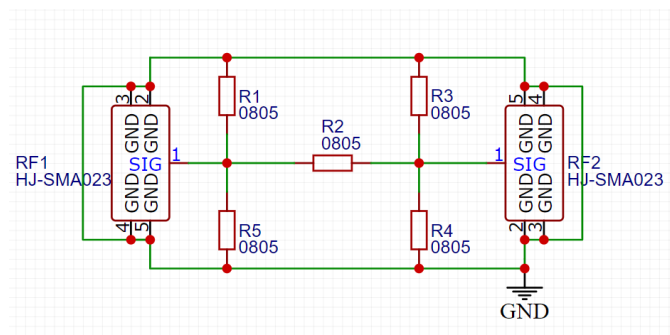 3
2
GND
GND
RF1
HJ-SMA023
SIG
1
GND
GND
4
5
R1
0805
R2
0805
R3
0805
R5
0805
R4
0805
5
4
GND
GND
1
SIG
RF2
HJ-SMA023
GND
GND
2
3
GND